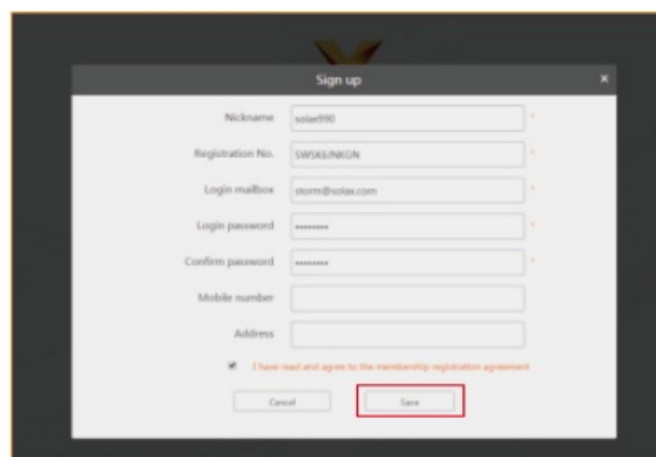 Sign up ×
Nickname solax990 *
Registration No. SWSK6JNKGN *
Login mailbox storm@solax.com *
Login password •••••••• *
Confirm password •••••••• *
Mobile number
Address
I have read and agree to the membership registration agreement
Cancel Save